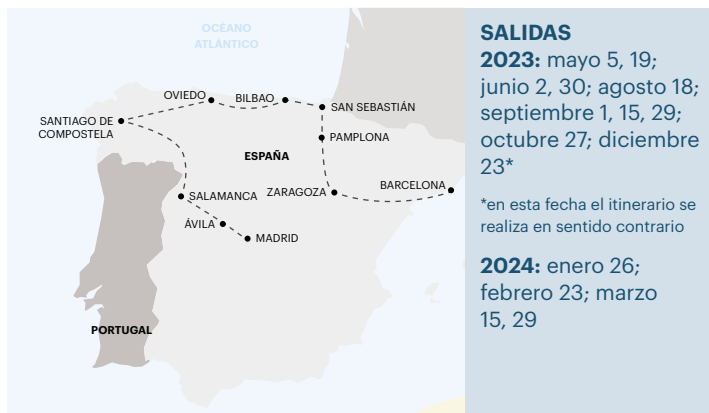 OCÉANO
ATLÁNTICO
OVIEDO
BILBAO
SAN SEBASTIÁN
SANTIAGO DE
COMPOSTELA
PAMPLONA
ESPAÑA
BARCELONA
SALAMANCA
ZARAGOZA
ÁVILA
MADRID
PORTUGAL
SALIDAS
2023: mayo 5, 19;
junio 2, 30; agosto 18;
septiembre 1, 15, 29;
octubre 27; diciembre
23*
*en esta fecha el itinerario se
realiza en sentido contrario
2024: enero 26;
febrero 23; marzo
15, 29